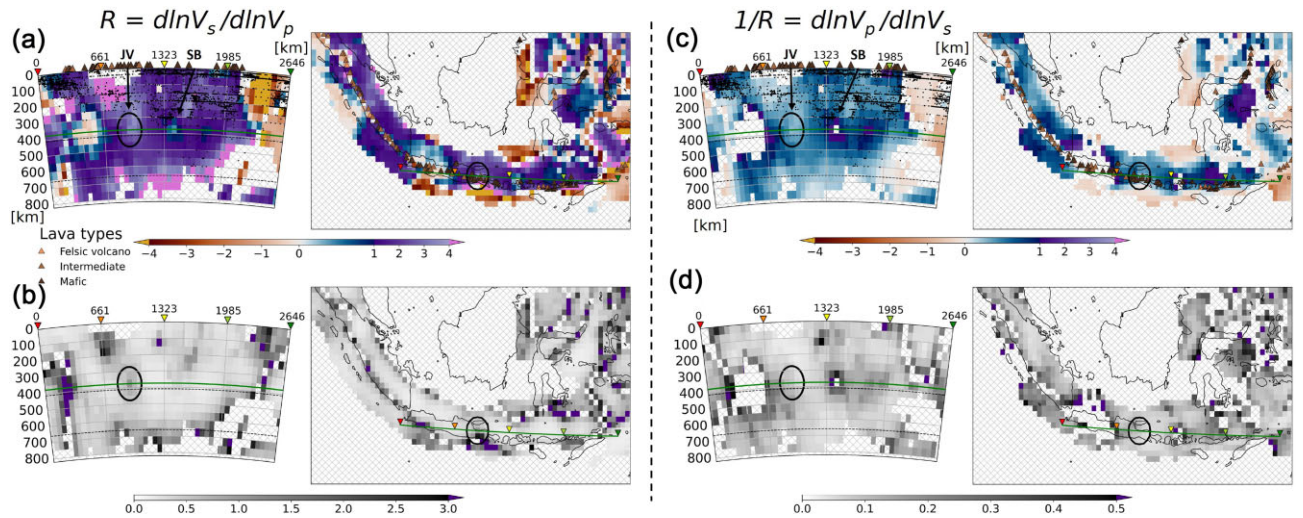 R = dlnVs/dlnVp
1/R = dlnVp/dlnVs
(a)
[km]
0
661
JV
1323
SB
1985
2646
0
100
200
300
400
500
600
700
800
[km]
Lava types
Felsic volcano
Intermediate
Mafic
−4 −3 −2 −1 0 1 2 3 4
(b)
0
661
1323
1985
2646
0
100
200
300
400
500
600
700
800
0.0 0.5 1.0 1.5 2.0 2.5 3.0
(c)
[km]
0
661
JV
1323
SB
1985
2646
0
100
200
300
400
500
600
700
800
[km]
−4 −3 −2 −1 0 1 2 3 4
(d)
0
661
1323
1985
2646
0
100
200
300
400
500
600
700
800
0.0 0.1 0.2 0.3 0.4 0.5